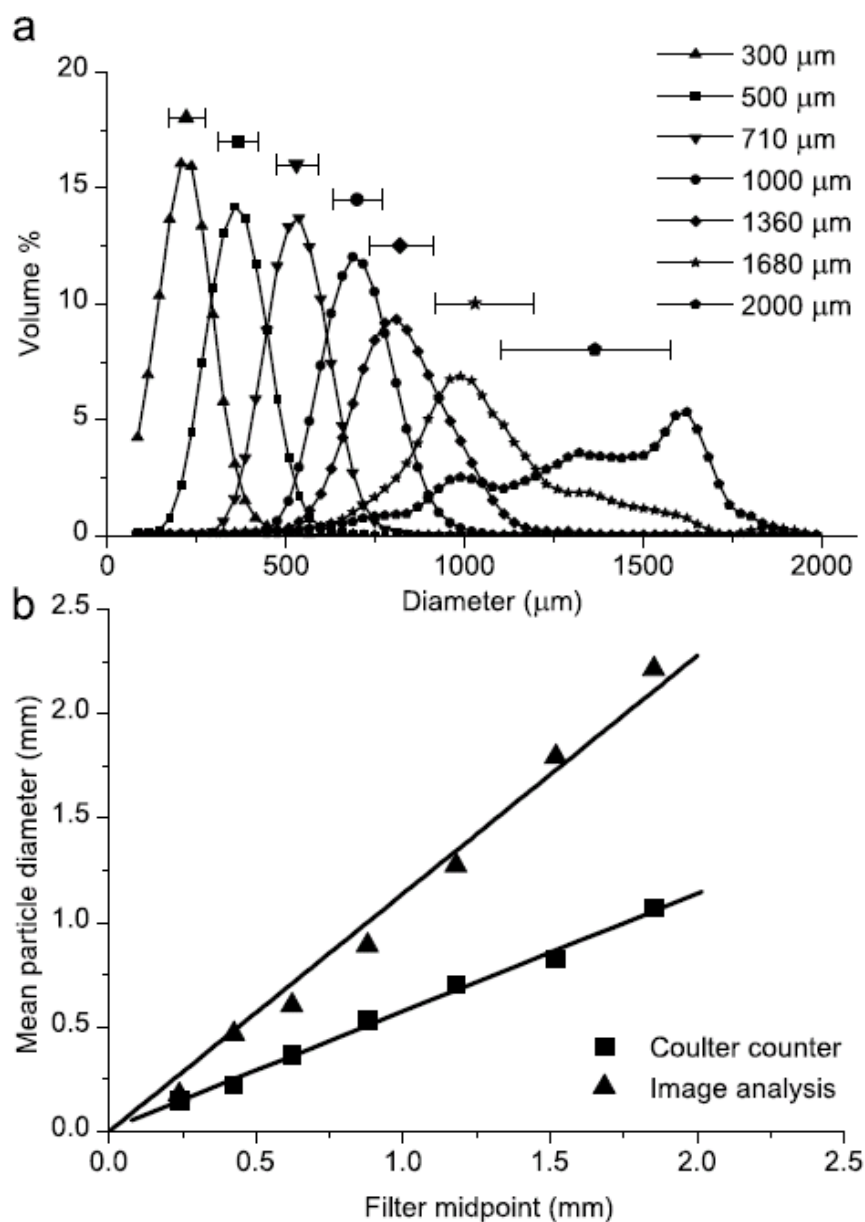 a
300 μm
500 μm
710 μm
1000 μm
1360 μm
1680 μm
2000 μm
20
15
10
5
0
Volume %
0 500 1000 1500 2000
Diameter (μm)
b
2.5
2.0
1.5
1.0
0.5
0.0
Mean particle diameter (mm)
Coulter counter
Image analysis
0.0 0.5 1.0 1.5 2.0 2.5
Filter midpoint (mm)